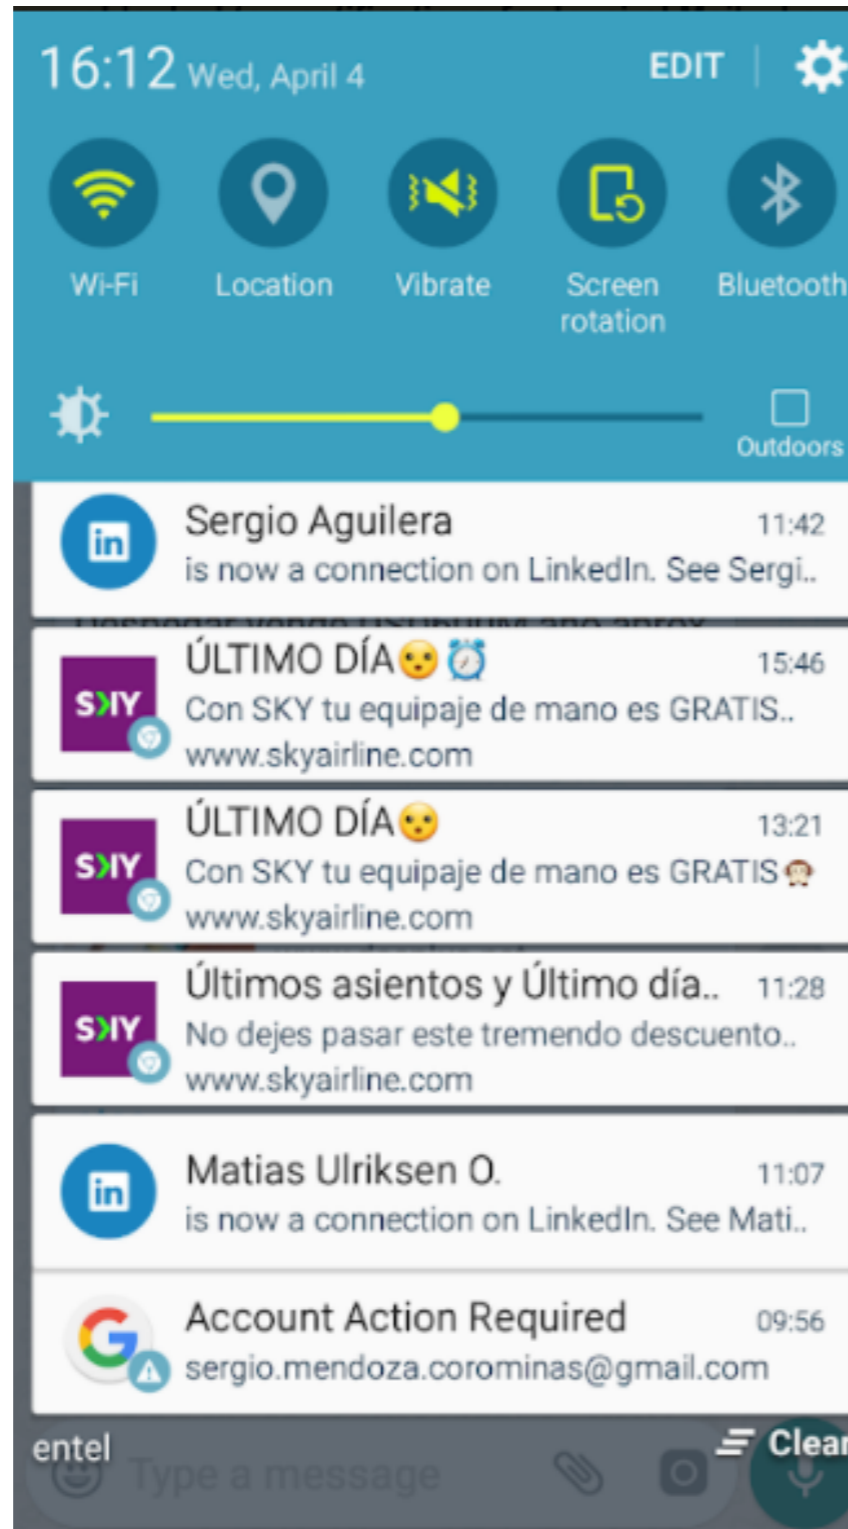 16:12 Wed, April 4 EDIT
Wi-Fi Location Vibrate Screen rotation Bluetooth
Outdoors
in Sergio Aguilera 11:42
is now a connection on LinkedIn. See Sergi..
ÚLTIMO DÍA😯⏰ 15:46
SKY Con SKY tu equipaje de mano es GRATIS..
www.skyairline.com
ÚLTIMO DÍA😯 13:21
SKY Con SKY tu equipaje de mano es GRATIS🙊
www.skyairline.com
Últimos asientos y Último día.. 11:28
SKY No dejes pasar este tremendo descuento..
www.skyairline.com
in Matias Ulriksen O. 11:07
is now a connection on LinkedIn. See Mati..
G Account Action Required 09:56
sergio.mendoza.corominas@gmail.com
entel Clear
Type a message